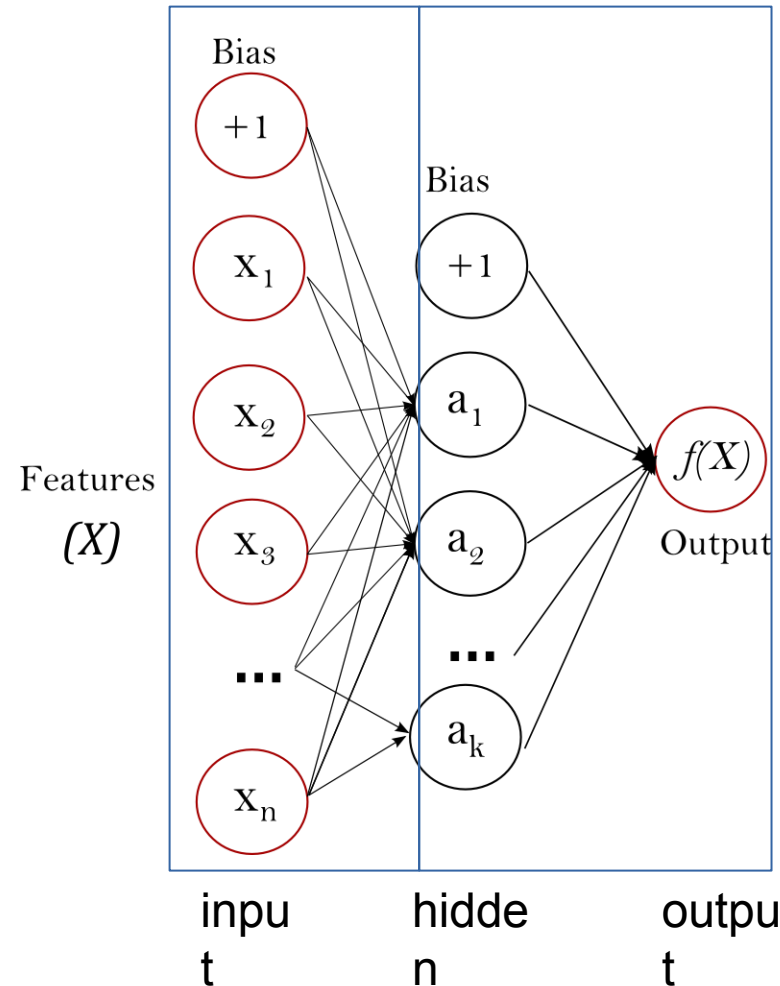 Bias
+1
x1
x2
Features
(X)
x3
...
xn
Bias
+1
a1
a2
...
ak
f(X)
Output
inpu
t
hidde
n
outpu
t